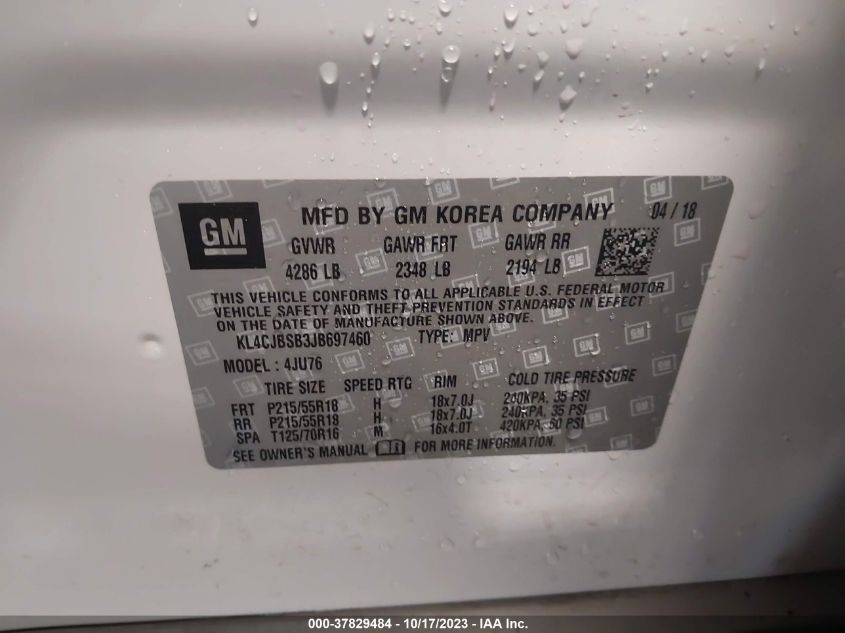 GM
MFD BY GM KOREA COMPANY 04 / 18
GVWR GAWR FRT GAWR RR
4286 LB 2348 LB 2194 LB
THIS VEHICLE CONFORMS TO ALL APPLICABLE U.S. FEDERAL MOTOR
VEHICLE SAFETY AND THEFT PREVENTION STANDARDS IN EFFECT
ON THE DATE OF MANUFACTURE SHOWN ABOVE.
KL4CJBSB3JB697460 TYPE: MPV
MODEL : 4JU76
TIRE SIZE SPEED RTG RIM COLD TIRE PRESSURE
FRT P215/55R18 H 18x7.0J 240KPA, 35 PSI
RR P215/55R18 H 18x7.0J 240KPA, 35 PSI
SPA T125/70R16 M 16x4.0T 420KPA, 60 PSI
SEE OWNER'S MANUAL FOR MORE INFORMATION.
000-37829484 - 10/17/2023 - IAA Inc.